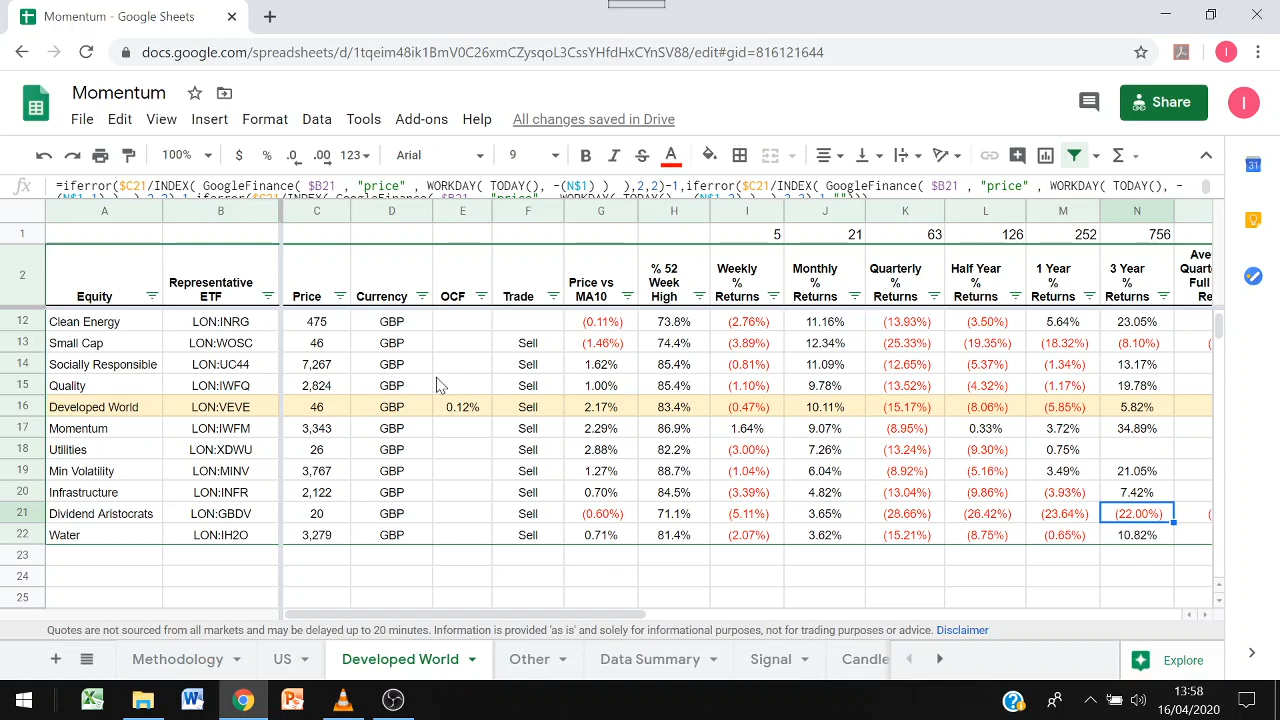 Momentum - Google Sheets
docs.google.com/spreadsheets/d/1tqeim48ik1BmV0C26xmCZysqoL3CssYHfdHxCYnSV88/edit#gid=816121644
I
Momentum
Share
I
File Edit View Insert Format Data Tools Add-ons Help All changes saved in Drive
100% $ % .0 .00 123 Arial 9 B I S A
fx =iferror($C21/INDEX( GoogleFinance( $B21 , "price" , WORKDAY( TODAY(), -(N$1) ) ),2,2)-1,iferror($C21/INDEX( GoogleFinance( $B21 , "price" , WORKDAY( TODAY(), -
A B C D E F G H I J K L M N
1 5 21 63 126 252 756
2 Equity Representative ETF Price Currency OCF Trade Price vs MA10 % 52 Week High Weekly % Returns Monthly % Returns Quarterly % Returns Half Year % Returns 1 Year % Returns 3 Year % Returns
12 Clean Energy LON:INRG 475 GBP (0.11%) 73.8% (2.76%) 11.16% (13.93%) (3.50%) 5.64% 23.05%
13 Small Cap LON:WOSC 46 GBP Sell (1.46%) 74.4% (3.89%) 12.34% (25.33%) (19.35%) (18.32%) (8.10%)
14 Socially Responsible LON:UC44 7,267 GBP Sell 1.62% 85.4% (0.81%) 11.09% (12.65%) (5.37%) (1.34%) 13.17%
15 Quality LON:IWFQ 2,824 GBP Sell 1.00% 85.4% (1.10%) 9.78% (13.52%) (4.32%) (1.17%) 19.78%
16 Developed World LON:VEVE 46 GBP 0.12% Sell 2.17% 83.4% (0.47%) 10.11% (15.17%) (8.06%) (5.85%) 5.82%
17 Momentum LON:IWFM 3,343 GBP Sell 2.29% 86.9% 1.64% 9.07% (8.95%) 0.33% 3.72% 34.89%
18 Utilities LON:XDWU 26 GBP Sell 2.88% 82.2% (3.00%) 7.26% (13.24%) (9.30%) 0.75%
19 Min Volatility LON:MINV 3,767 GBP Sell 1.27% 88.7% (1.04%) 6.04% (8.92%) (5.16%) 3.49% 21.05%
20 Infrastructure LON:INFR 2,122 GBP Sell 0.70% 84.5% (3.39%) 4.82% (13.04%) (9.86%) (3.93%) 7.42%
21 Dividend Aristocrats LON:GBDV 20 GBP Sell (0.60%) 71.1% (5.11%) 3.65% (28.66%) (26.42%) (23.64%) (22.00%)
22 Water LON:IH2O 3,279 GBP Sell 0.71% 81.4% (2.07%) 3.62% (15.21%) (8.75%) (0.65%) 10.82%
23
24
25
Quotes are not sourced from all markets and may be delayed up to 20 minutes. Information is provided 'as is' and solely for informational purposes, not for trading purposes or advice. Disclaimer
Methodology US Developed World Other Data Summary Signal Candle Explore
13:58
16/04/2020